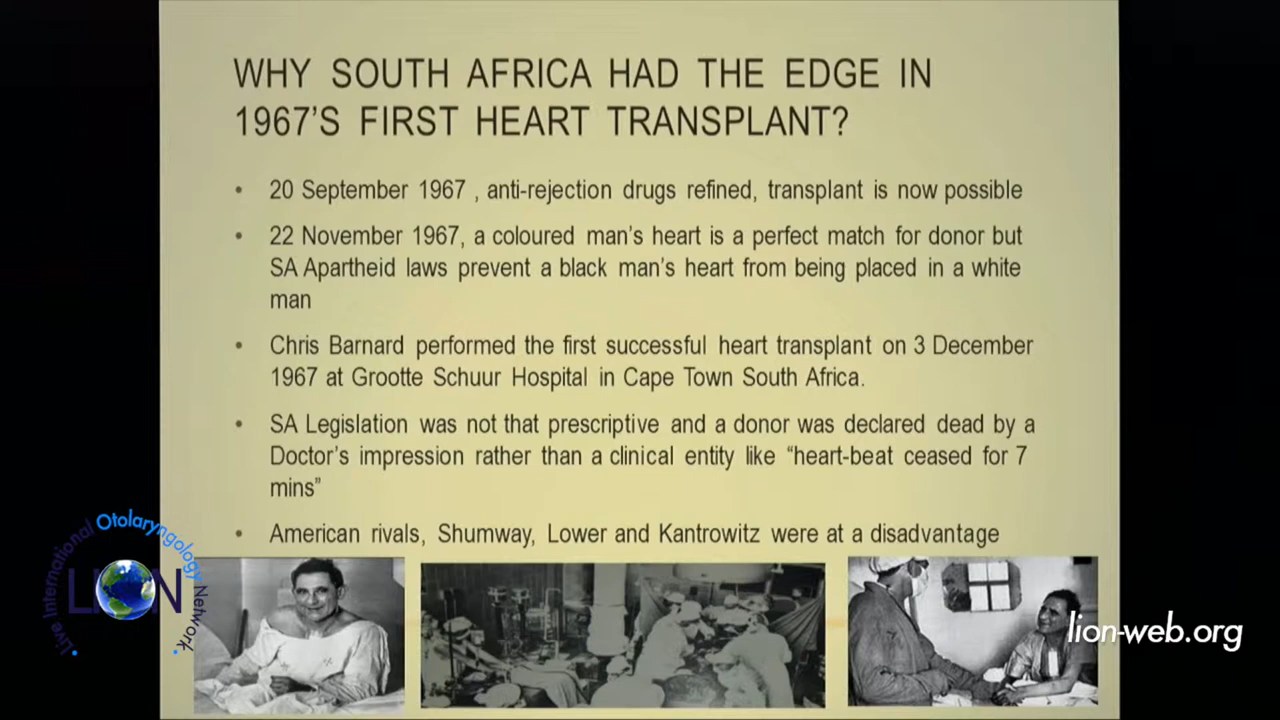 WHY SOUTH AFRICA HAD THE EDGE IN
1967'S FIRST HEART TRANSPLANT?
• 20 September 1967 , anti-rejection drugs refined, transplant is now possible
• 22 November 1967, a coloured man's heart is a perfect match for donor but
SA Apartheid laws prevent a black man's heart from being placed in a white
man
• Chris Barnard performed the first successful heart transplant on 3 December
1967 at Grootte Schuur Hospital in Cape Town South Africa.
• SA Legislation was not that prescriptive and a donor was declared dead by a
Doctor's impression rather than a clinical entity like “heart-beat ceased for 7
mins”
• American rivals, Shumway, Lower and Kantrowitz were at a disadvantage
Live International Otolaryngology Network
LION
lion-web.org